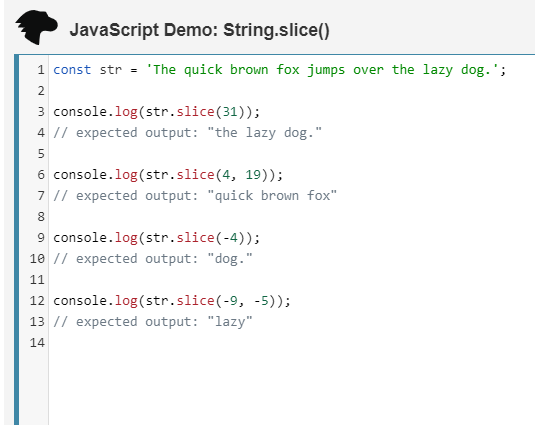 JavaScript Demo: String.slice()
1 const str = 'The quick brown fox jumps over the lazy dog.';
2
3 console.log(str.slice(31));
4 // expected output: "the lazy dog."
5
6 console.log(str.slice(4, 19));
7 // expected output: "quick brown fox"
8
9 console.log(str.slice(-4));
10 // expected output: "dog."
11
12 console.log(str.slice(-9, -5));
13 // expected output: "lazy"
14